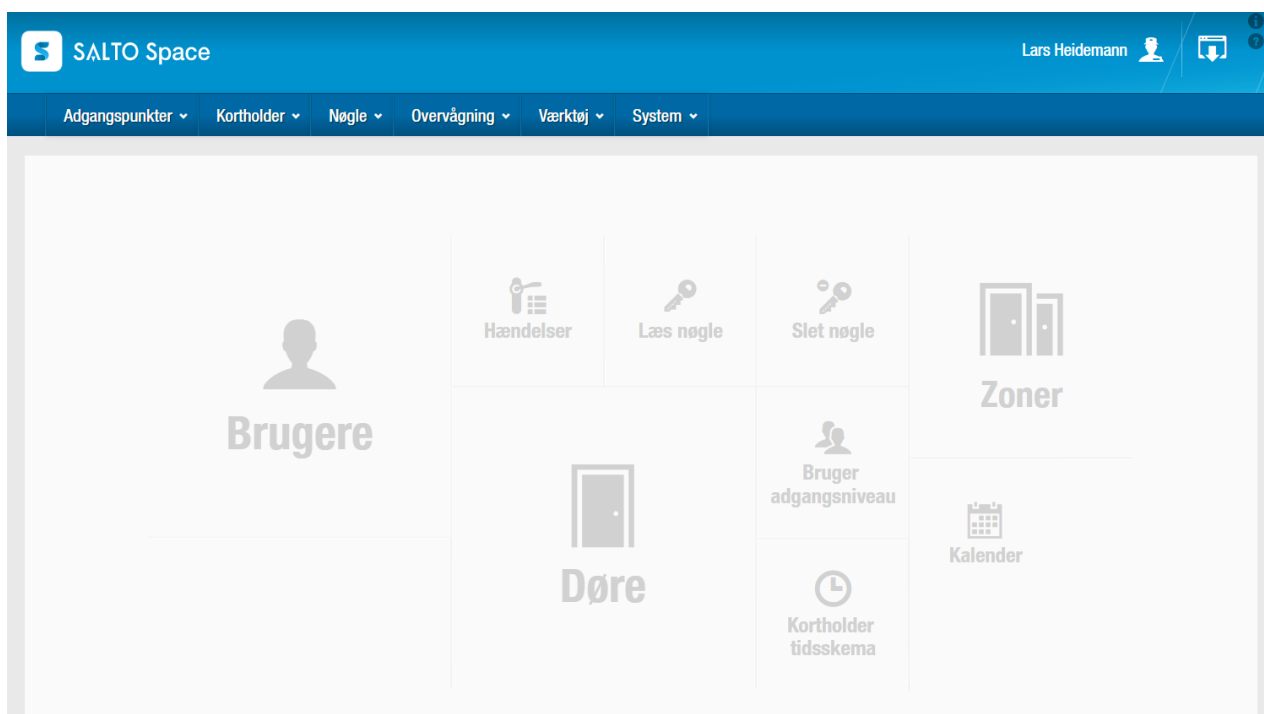 SALTO Space
Lars Heidemann
Adgangspunkter
Kortholder
Nøgle
Overvågning
Værktøj
System
Brugere
Hændelser
Læs nøgle
Slet nøgle
Zoner
Døre
Bruger
adgangsniveau
Kalender
Kortholder
tidsskema